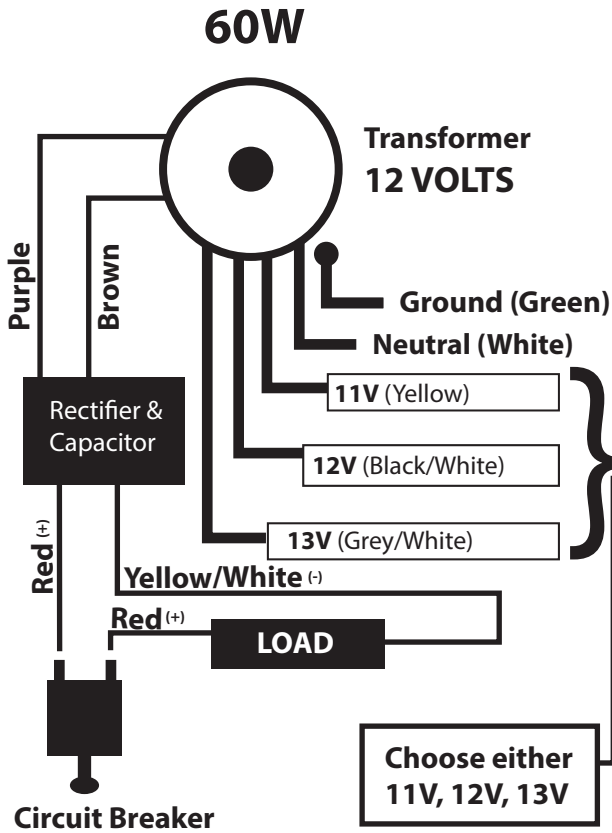 60W
Transformer
12 VOLTS
Purple
Brown
Ground (Green)
Neutral (White)
11V (Yellow)
Rectifier &
Capacitor
12V (Black/White)
13V (Grey/White)
Red (+)
Yellow/White (-)
Red (+)
LOAD
Choose either
11V, 12V, 13V
Circuit Breaker